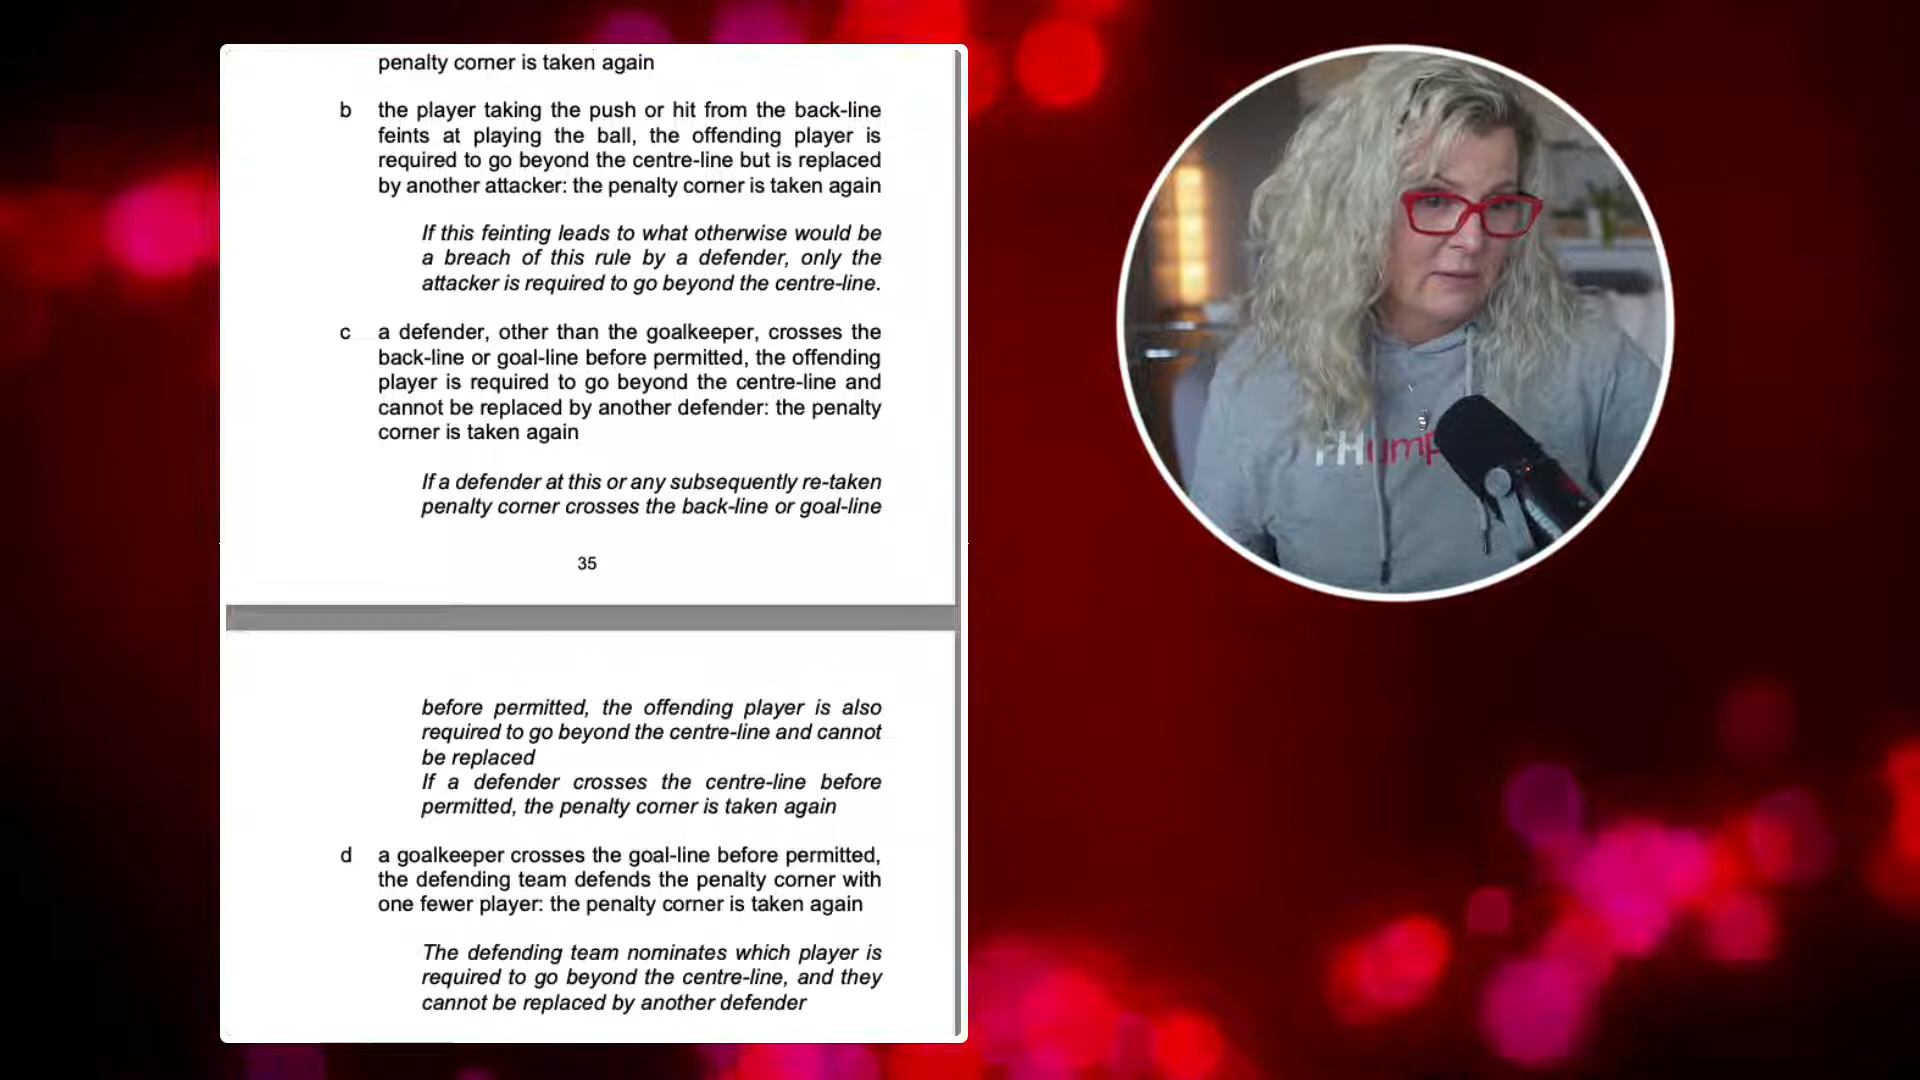 penalty corner is taken again
b the player taking the push or hit from the back-line
feints at playing the ball, the offending player is
required to go beyond the centre-line but is replaced
by another attacker: the penalty corner is taken again
If this feinting leads to what otherwise would be
a breach of this rule by a defender, only the
attacker is required to go beyond the centre-line.
c a defender, other than the goalkeeper, crosses the
back-line or goal-line before permitted, the offending
player is required to go beyond the centre-line and
cannot be replaced by another defender: the penalty
corner is taken again
If a defender at this or any subsequently re-taken
penalty corner crosses the back-line or goal-line
35
before permitted, the offending player is also
required to go beyond the centre-line and cannot
be replaced
If a defender crosses the centre-line before
permitted, the penalty corner is taken again
d a goalkeeper crosses the goal-line before permitted,
the defending team defends the penalty corner with
one fewer player: the penalty corner is taken again
The defending team nominates which player is
required to go beyond the centre-line, and they
cannot be replaced by another defender